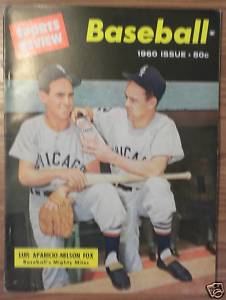 SPORTS
REVIEW
Baseball
1960 ISSUE • 50c
CHICAGO
CHICAGO
LUIS APARICIO-NELSON FOX
Baseball's Mighty Mites